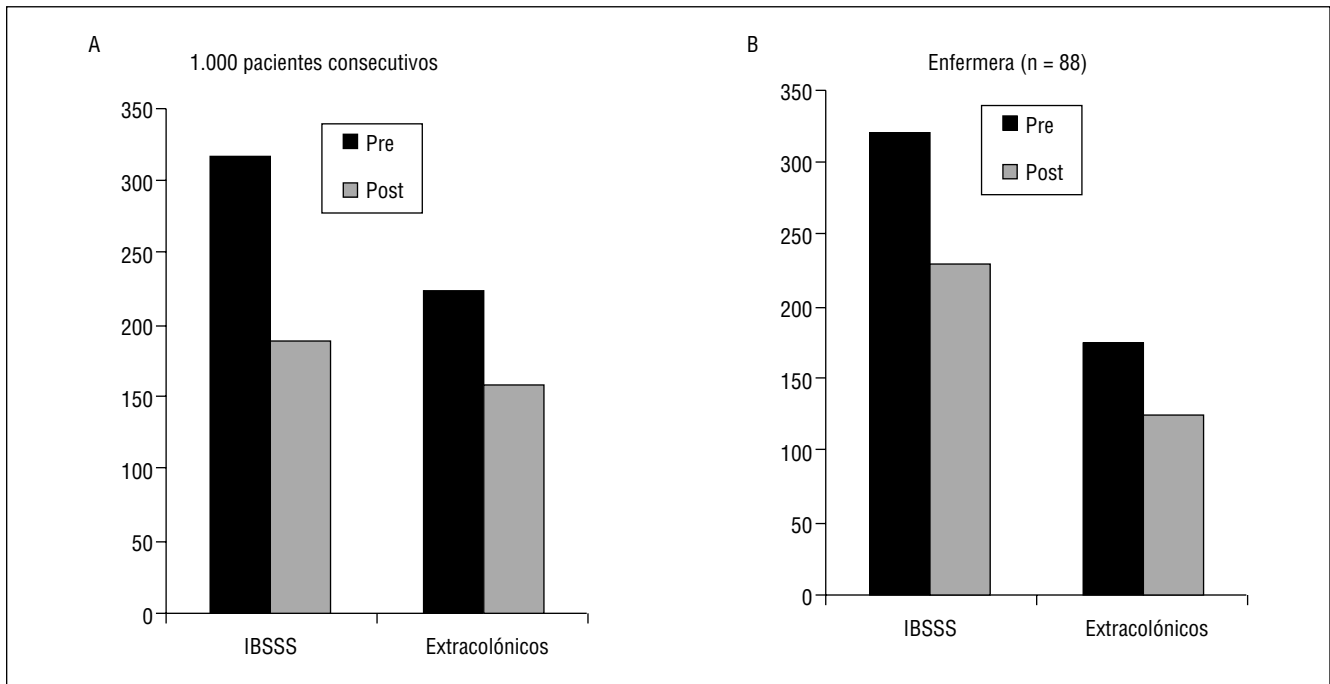 A
1.000 pacientes consecutivos
350
300
250
200
150
100
50
0
Pre
Post
IBSSS
Extracolónicos
B
Enfermera (n = 88)
350
300
250
200
150
100
50
0
Pre
Post
IBSSS
Extracolónicos